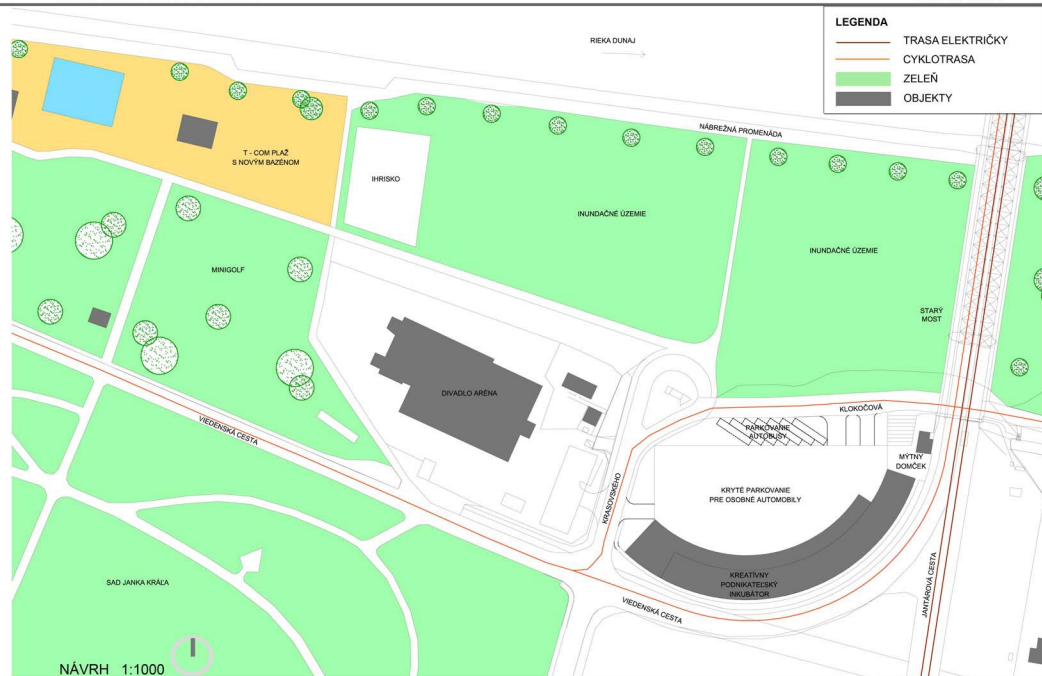 LEGENDA
TRASA ELEKTRIČKY
CYKLOTRASA
ZELEŇ
OBJEKTY
RIEKA DUNAJ
NÁBREŽNÁ PROMENÁDA
T - COM PLAŽ
S NOVÝM BAZÉNOM
IHRISKO
INUNDAČNÉ ÚZEMIE
INUNDAČNÉ ÚZEMIE
MINIGOLF
STARÝ
MOST
DIVADLO ARÉNA
VIEDENSKÁ CESTA
KLOKOČOVÁ
PARKOVANIE
AUTOBUSY
MÝTNY
DOMČEK
KRYTÉ PARKOVANIE
PRE OSOBNÉ AUTOMOBILY
KRASOVSKÉHO
KREATÍVNY
PODNIKATEĽSKÝ
INKUBÁTOR
VIEDENSKÁ CESTA
JANTÁROVÁ CESTA
SAD JANKA KRÁĽA
NÁVRH 1:1000